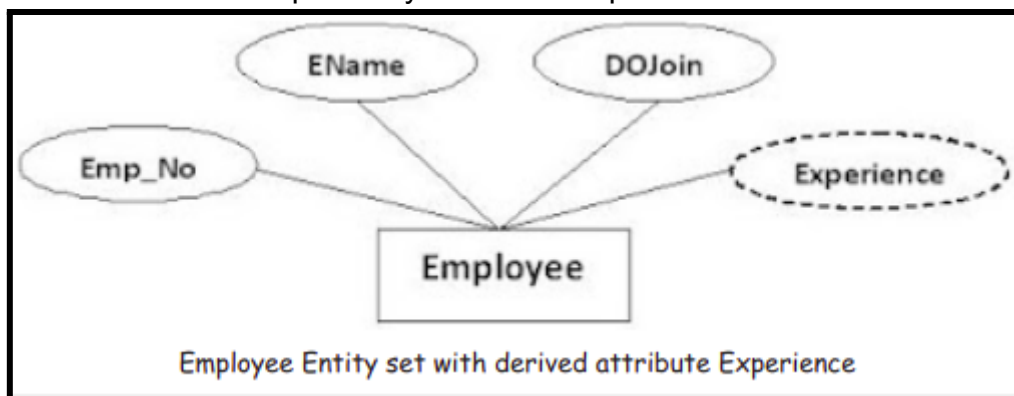 EName
DOJoin
Emp_No
Experience
Employee
Employee Entity set with derived attribute Experience